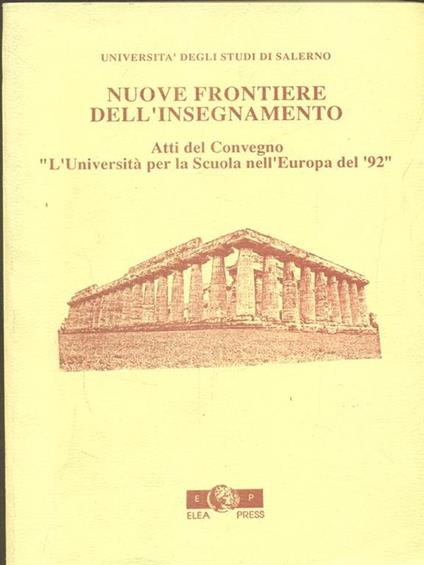 UNIVERSITA' DEGLI STUDI DI SALERNO
NUOVE FRONTIERE
DELL'INSEGNAMENTO
Atti del Convegno
"L'Università per la Scuola nell'Europa del '92"
E P
ELEA PRESS